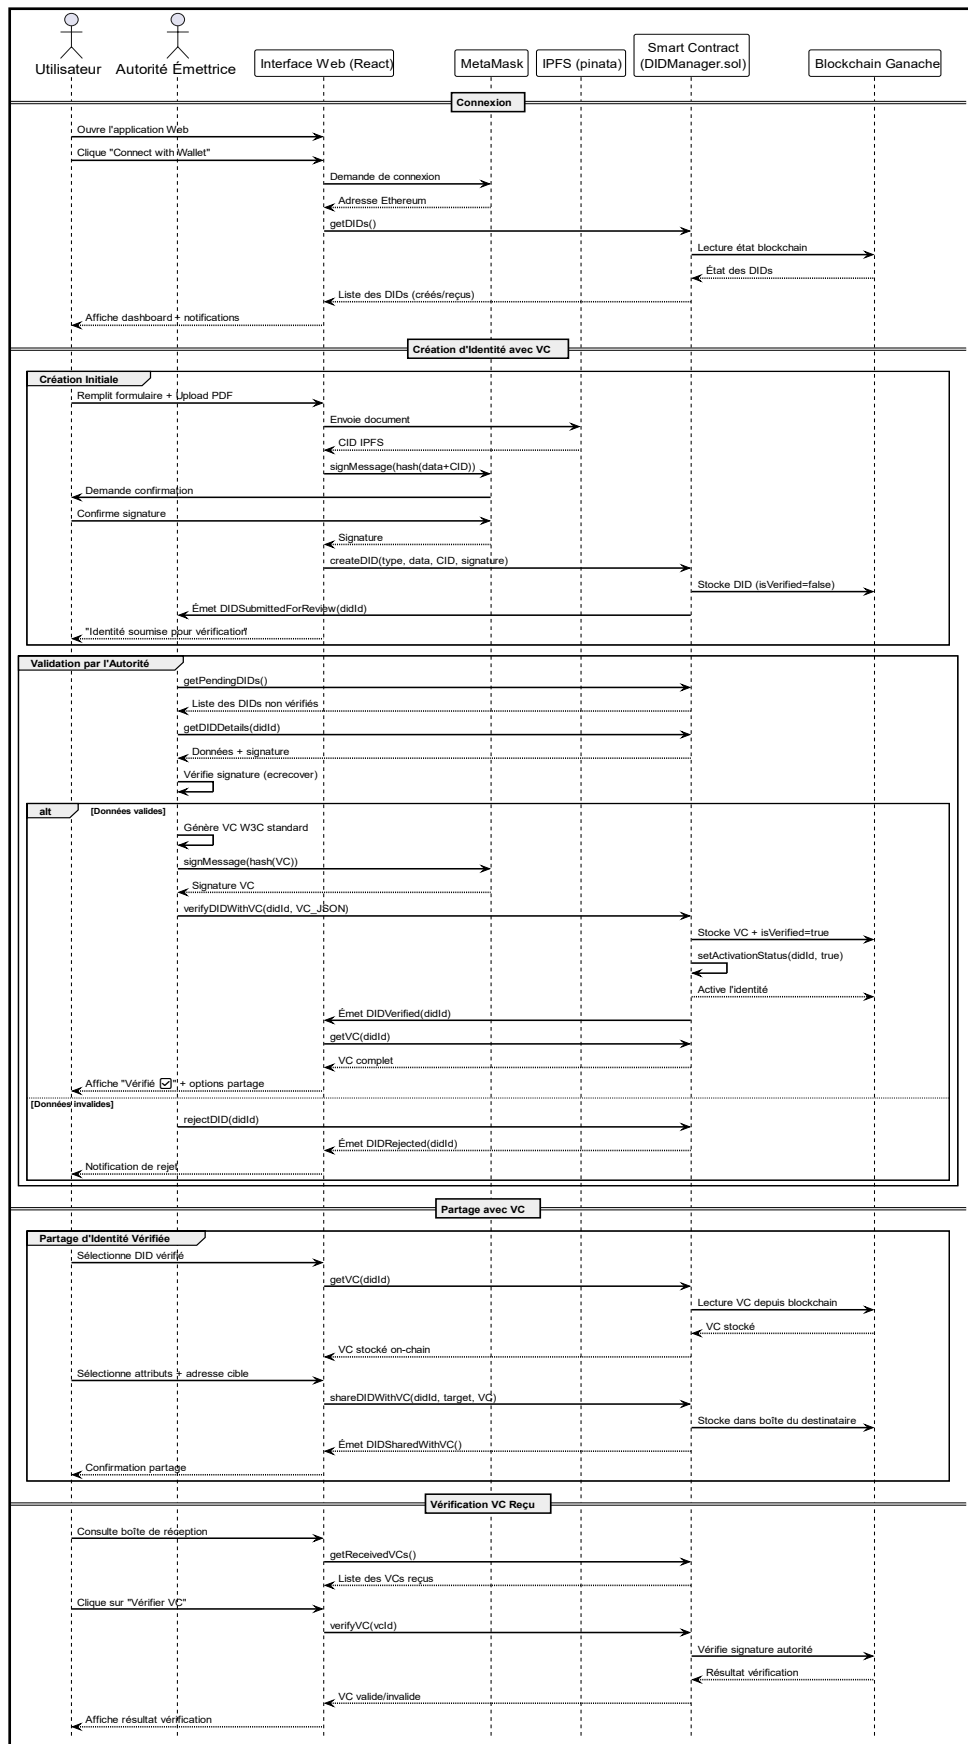 Utilisateur
Autorité Émettrice
Interface Web (React)
MetaMask
IPFS (pinata)
Smart Contract
(DIDManager.sol)
Blockchain Ganache
Connexion
Ouvre l'application Web
Clique "Connect with Wallet"
Demande de connexion
Adresse Ethereum
getDIDs()
Lecture état blockchain
État des DIDs
Liste des DIDs (créés/reçus)
Affiche dashboard + notifications
Création d'Identité avec VC
Création Initiale
Remplit formulaire + Upload PDF
Envoie document
CID IPFS
signMessage(hash(data+CID))
Demande confirmation
Confirme signature
Signature
createDID(type, data, CID, signature)
Stocke DID (isVerified=false)
Émet DIDSubmittedForReview(didId)
"Identité soumise pour vérification"
Validation par l'Autorité
getPendingDIDs()
Liste des DIDs non vérifiés
getDIDDetails(didId)
Données + signature
Vérifie signature (ecrecover)
alt [Données valides]
Génère VC W3C standard
signMessage(hash(VC))
Signature VC
verifyDIDWithVC(didId, VC_JSON)
Stocke VC + isVerified=true
setActivationStatus(didId, true)
Active l'identité
Émet DIDVerified(didId)
getVC(didId)
VC complet
Affiche "Vérifié ☑" + options partage
[Données invalides]
rejectDID(didId)
Émet DIDRejected(didId)
Notification de rejet
Partage avec VC
Partage d'Identité Vérifiée
Sélectionne DID vérifié
getVC(didId)
Lecture VC depuis blockchain
VC stocké
VC stocké on-chain
Sélectionne attributs + adresse cible
shareDIDWithVC(didId, target, VC)
Stocke dans boîte du destinataire
Émet DIDSharedWithVC()
Confirmation partage
Vérification VC Reçu
Consulte boîte de réception
getReceivedVCs()
Liste des VCs reçus
Clique sur "Vérifier VC"
verifyVC(vcId)
Vérifie signature autorité
Résultat vérification
VC valide/invalide
Affiche résultat vérification